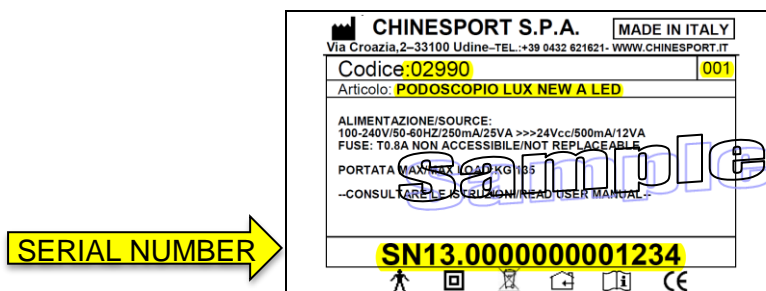 CHINESPORT S.P.A. MADE IN ITALY
Via Croazia,2–33100 Udine–TEL.:+39 0432 621621- WWW.CHINESPORT.IT
Codice:02990 001
Articolo: PODOSCOPIO LUX NEW A LED
ALIMENTAZIONE/SOURCE:
100-240V/50-60HZ/250mA/25VA >>>24Vcc/500mA/12VA
FUSE: T0.8A NON ACCESSIBILE/NOT REPLACEABLE
PORTATA MAX/MAX LOAD:KG 135
--CONSULTARE LE ISTRUZIONI/READ USER MANUAL--
Sample
SERIAL NUMBER
SN13.0000000001234
CE